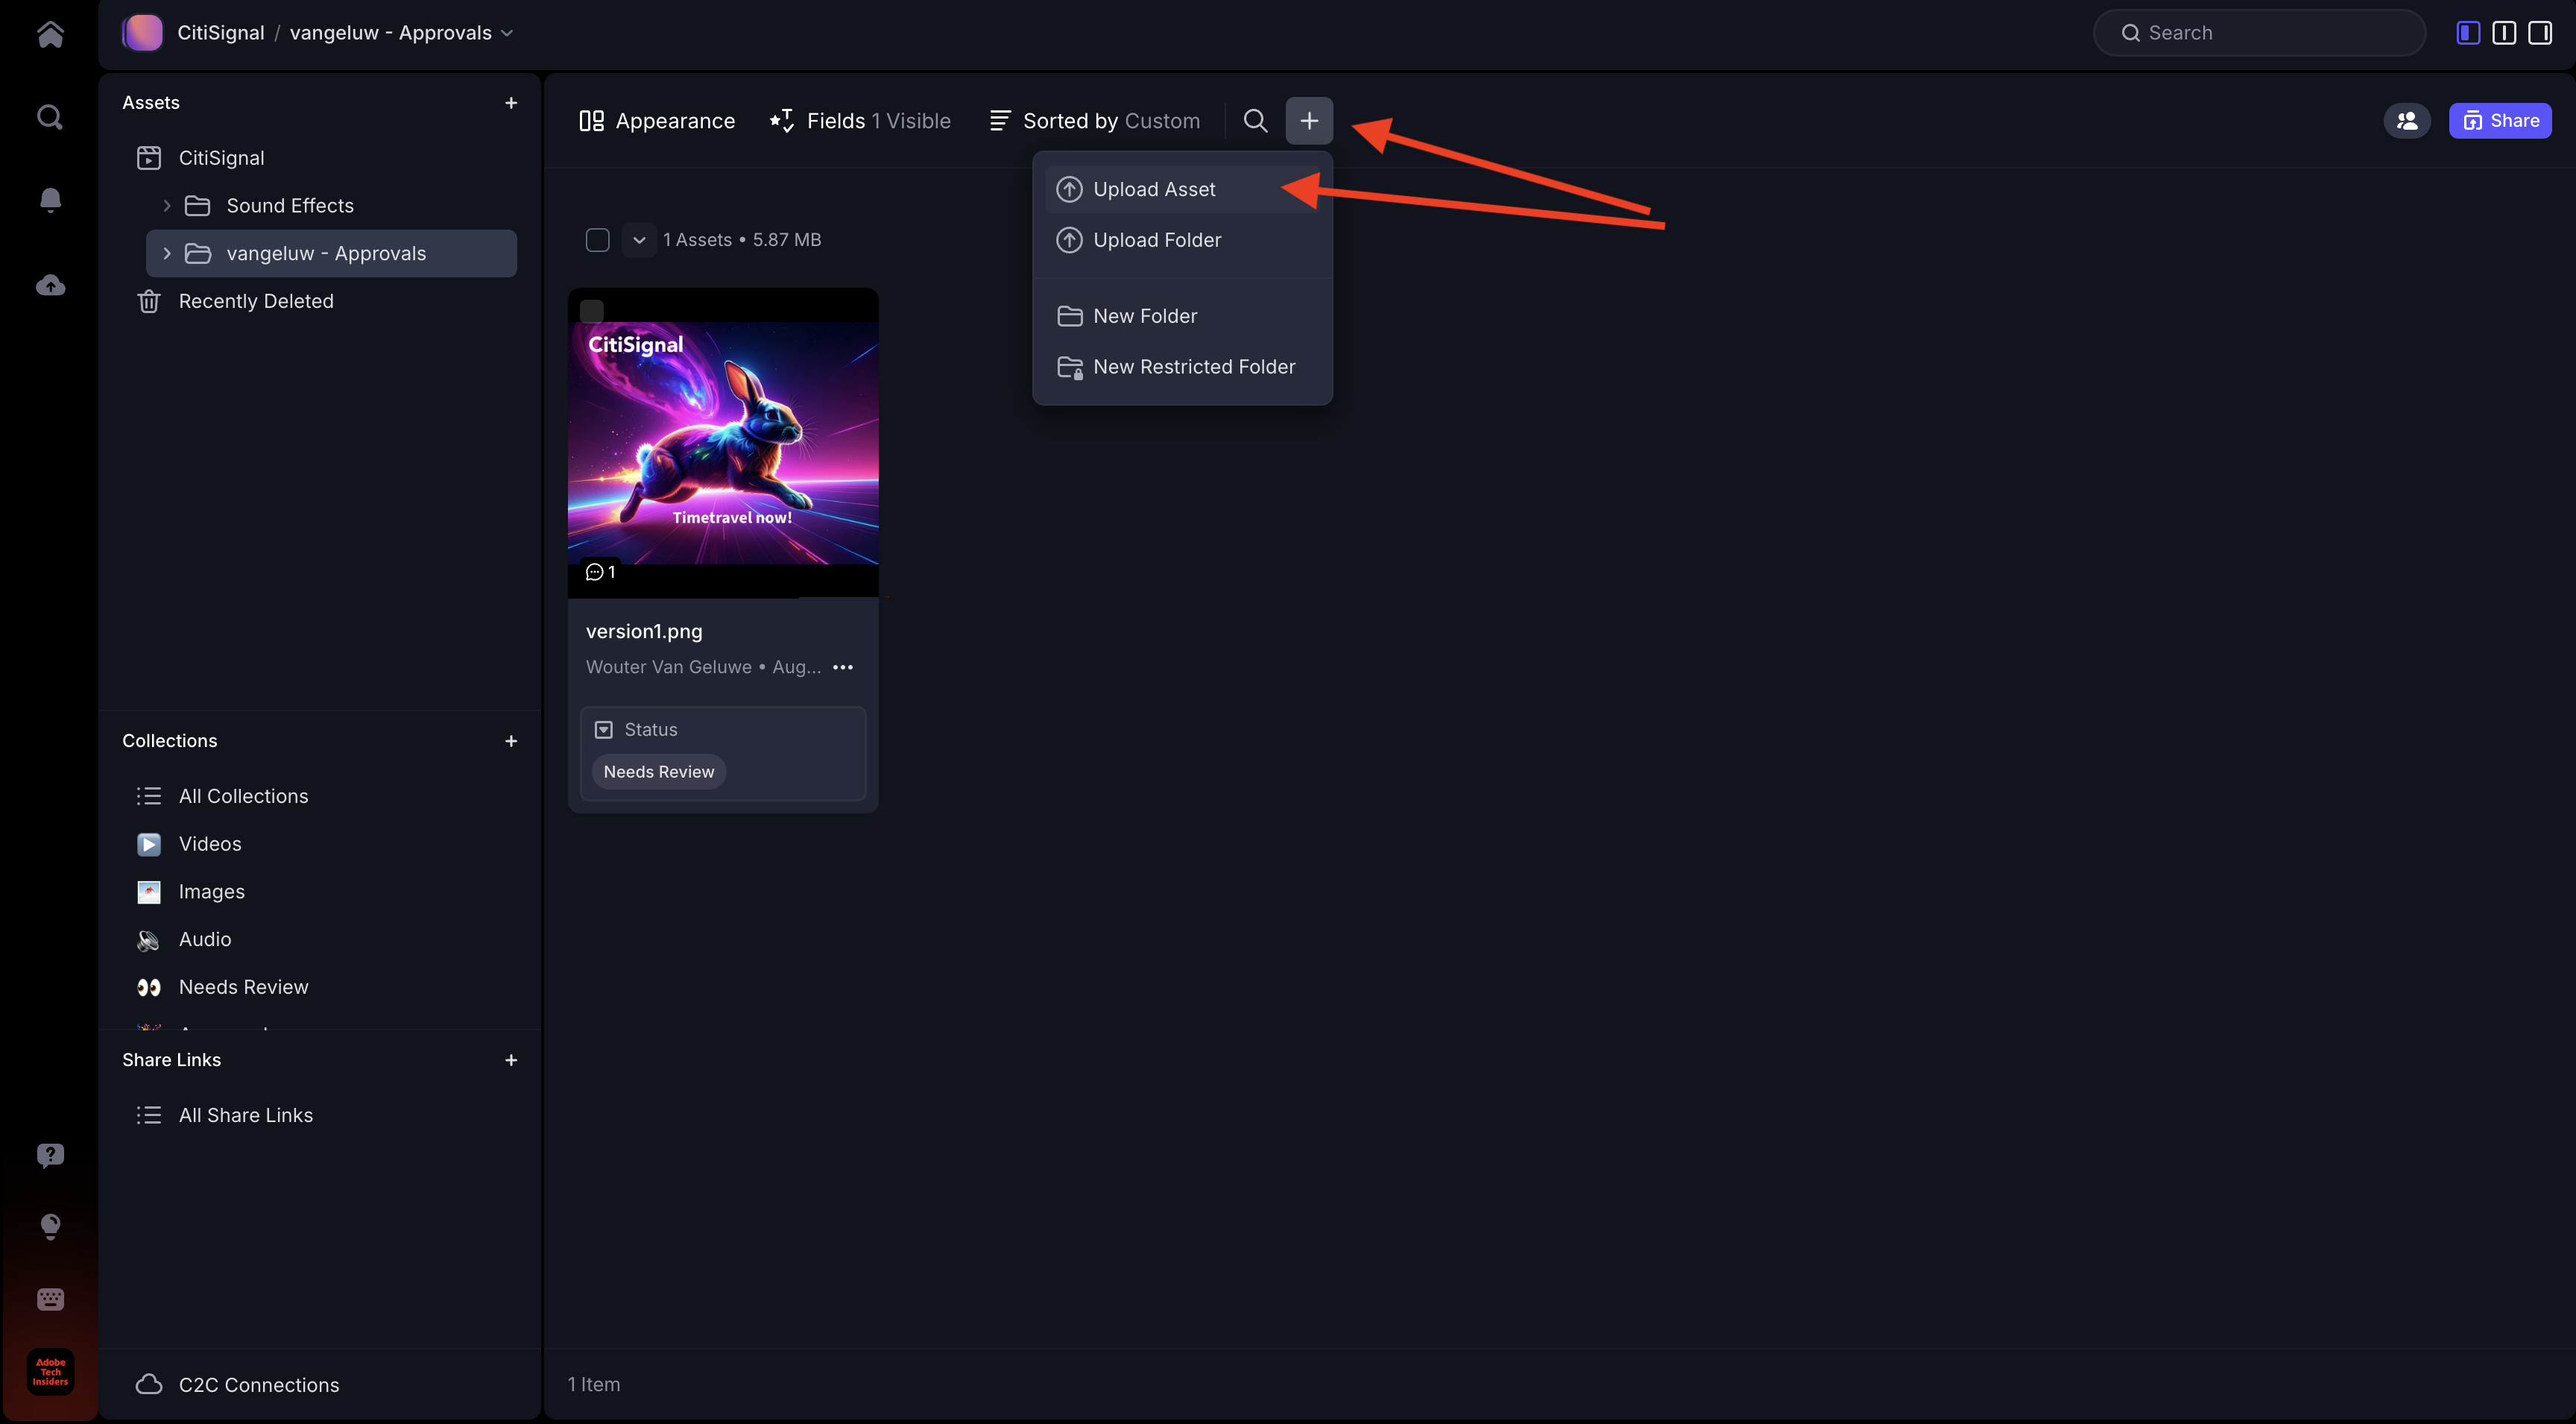 CitiSignal / vangeluw - Approvals
Search
Assets
CitiSignal
Sound Effects
vangeluw - Approvals
Recently Deleted
Collections
All Collections
Videos
Images
Audio
Needs Review
Share Links
All Share Links
C2C Connections
Adobe
Tech
Insiders
Appearance
Fields 1 Visible
Sorted by Custom
Share
Upload Asset
Upload Folder
New Folder
New Restricted Folder
1 Assets • 5.87 MB
CitiSignal
Timetravel now!
1
version1.png
Wouter Van Geluwe • Aug...
Status
Needs Review
1 Item